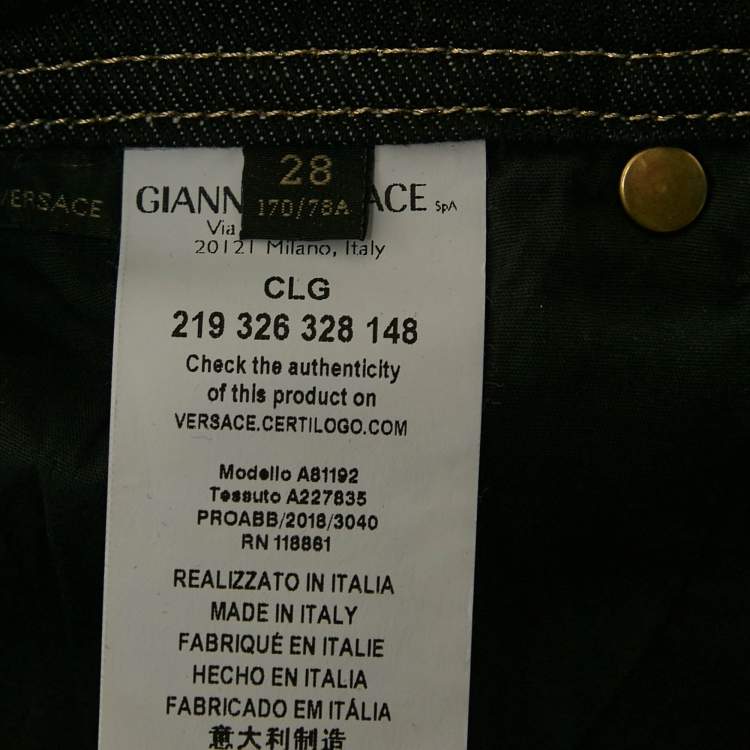 VERSACE
28
170/78A
GIANN ACE SpA
Via
20121 Milano, Italy
CLG
219 326 328 148
Check the authenticity
of this product on
VERSACE.CERTILOGO.COM
Modello A81192
Tessuto A227835
PROABB/2018/3040
RN 118861
REALIZZATO IN ITALIA
MADE IN ITALY
FABRIQUÉ EN ITALIE
HECHO EN ITALIA
FABRICADO EM ITÁLIA
意大利制造